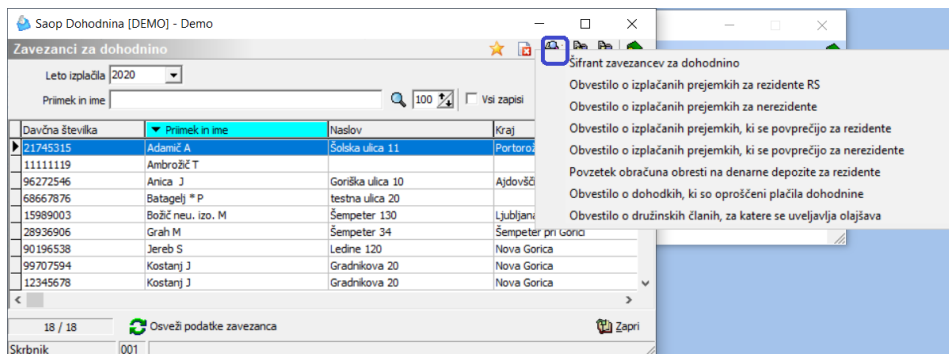 Saop Dohodnina [DEMO] - Demo
Zavezanci za dohodnino
Leto izplačila 2020
Priimek in ime 100 Vsi zapisi
Davčna številka Priimek in ime Naslov Kraj
21745315 Adamič A Šolska ulica 11 Portorož
11111119 Ambrožič T
96272546 Anica J Goriška ulica 10 Ajdovšči
68667876 Batagelj * P testna ulica 20
15989003 Božič neu. izo. M Šempeter 130 Ljubljana
28936906 Grah M Šempeter 34 Šempeter pri Gorici
90196538 Jereb S Ledine 120 Nova Gorica
99707594 Kostanj J Gradnikova 20 Nova Gorica
12345678 Kostanj J Gradnikova 20 Nova Gorica
18 / 18 Osveži podatke zavezanca Zapri
Skrbnik 001
Šifrant zavezancev za dohodnino
Obvestilo o izplačanih prejemkih za rezidente RS
Obvestilo o izplačanih prejemkih za nerezidente
Obvestilo o izplačanih prejemkih, ki se povprečijo za rezidente
Obvestilo o izplačanih prejemkih, ki se povprečijo za nerezidente
Povzetek obračuna obresti na denarne depozite za rezidente
Obvestilo o dohodkih, ki so oproščeni plačila dohodnine
Obvestilo o družinskih članih, za katere se uveljavlja olajšava